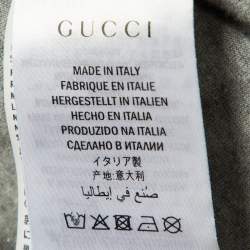 GUCCI
MADE IN ITALY
FABRIQUE EN ITALIE
HERGESTELLT IN ITALIEN
HECHO EN ITALIA
PRODUZIDO NA ITALIA
СДЕЛАНО В ИТАЛИИ
イタリア製
产地:意大利
صُنع في إيطاليا